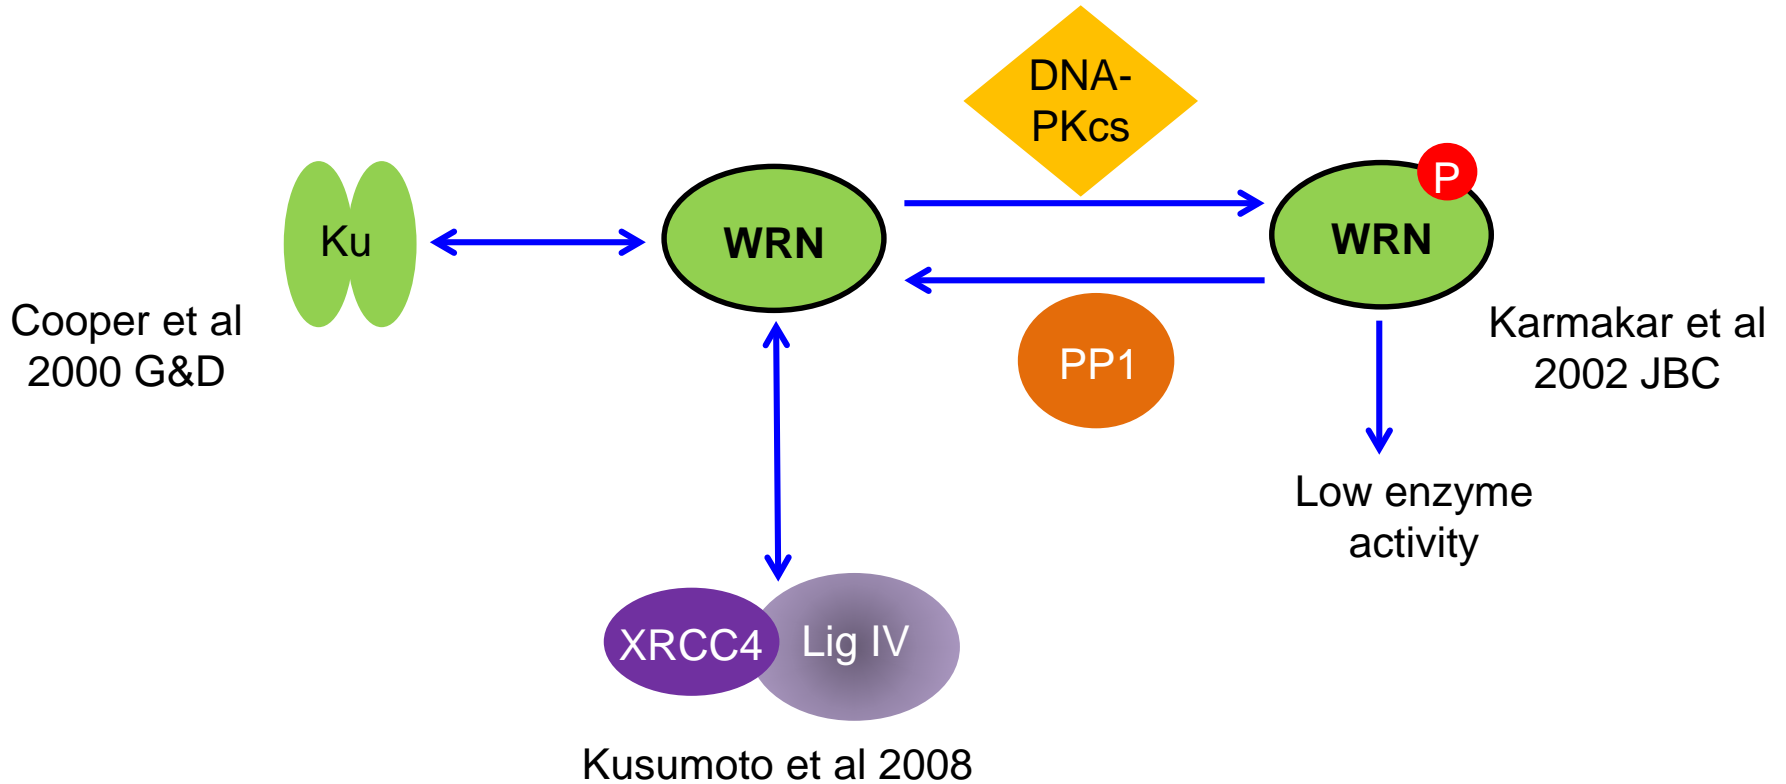 DNA-
PKcs
P
Ku
WRN
WRN
Cooper et al
2000 G&D
PP1
Karmakar et al
2002 JBC
Low enzyme
activity
XRCC4
Lig IV
Kusumoto et al 2008